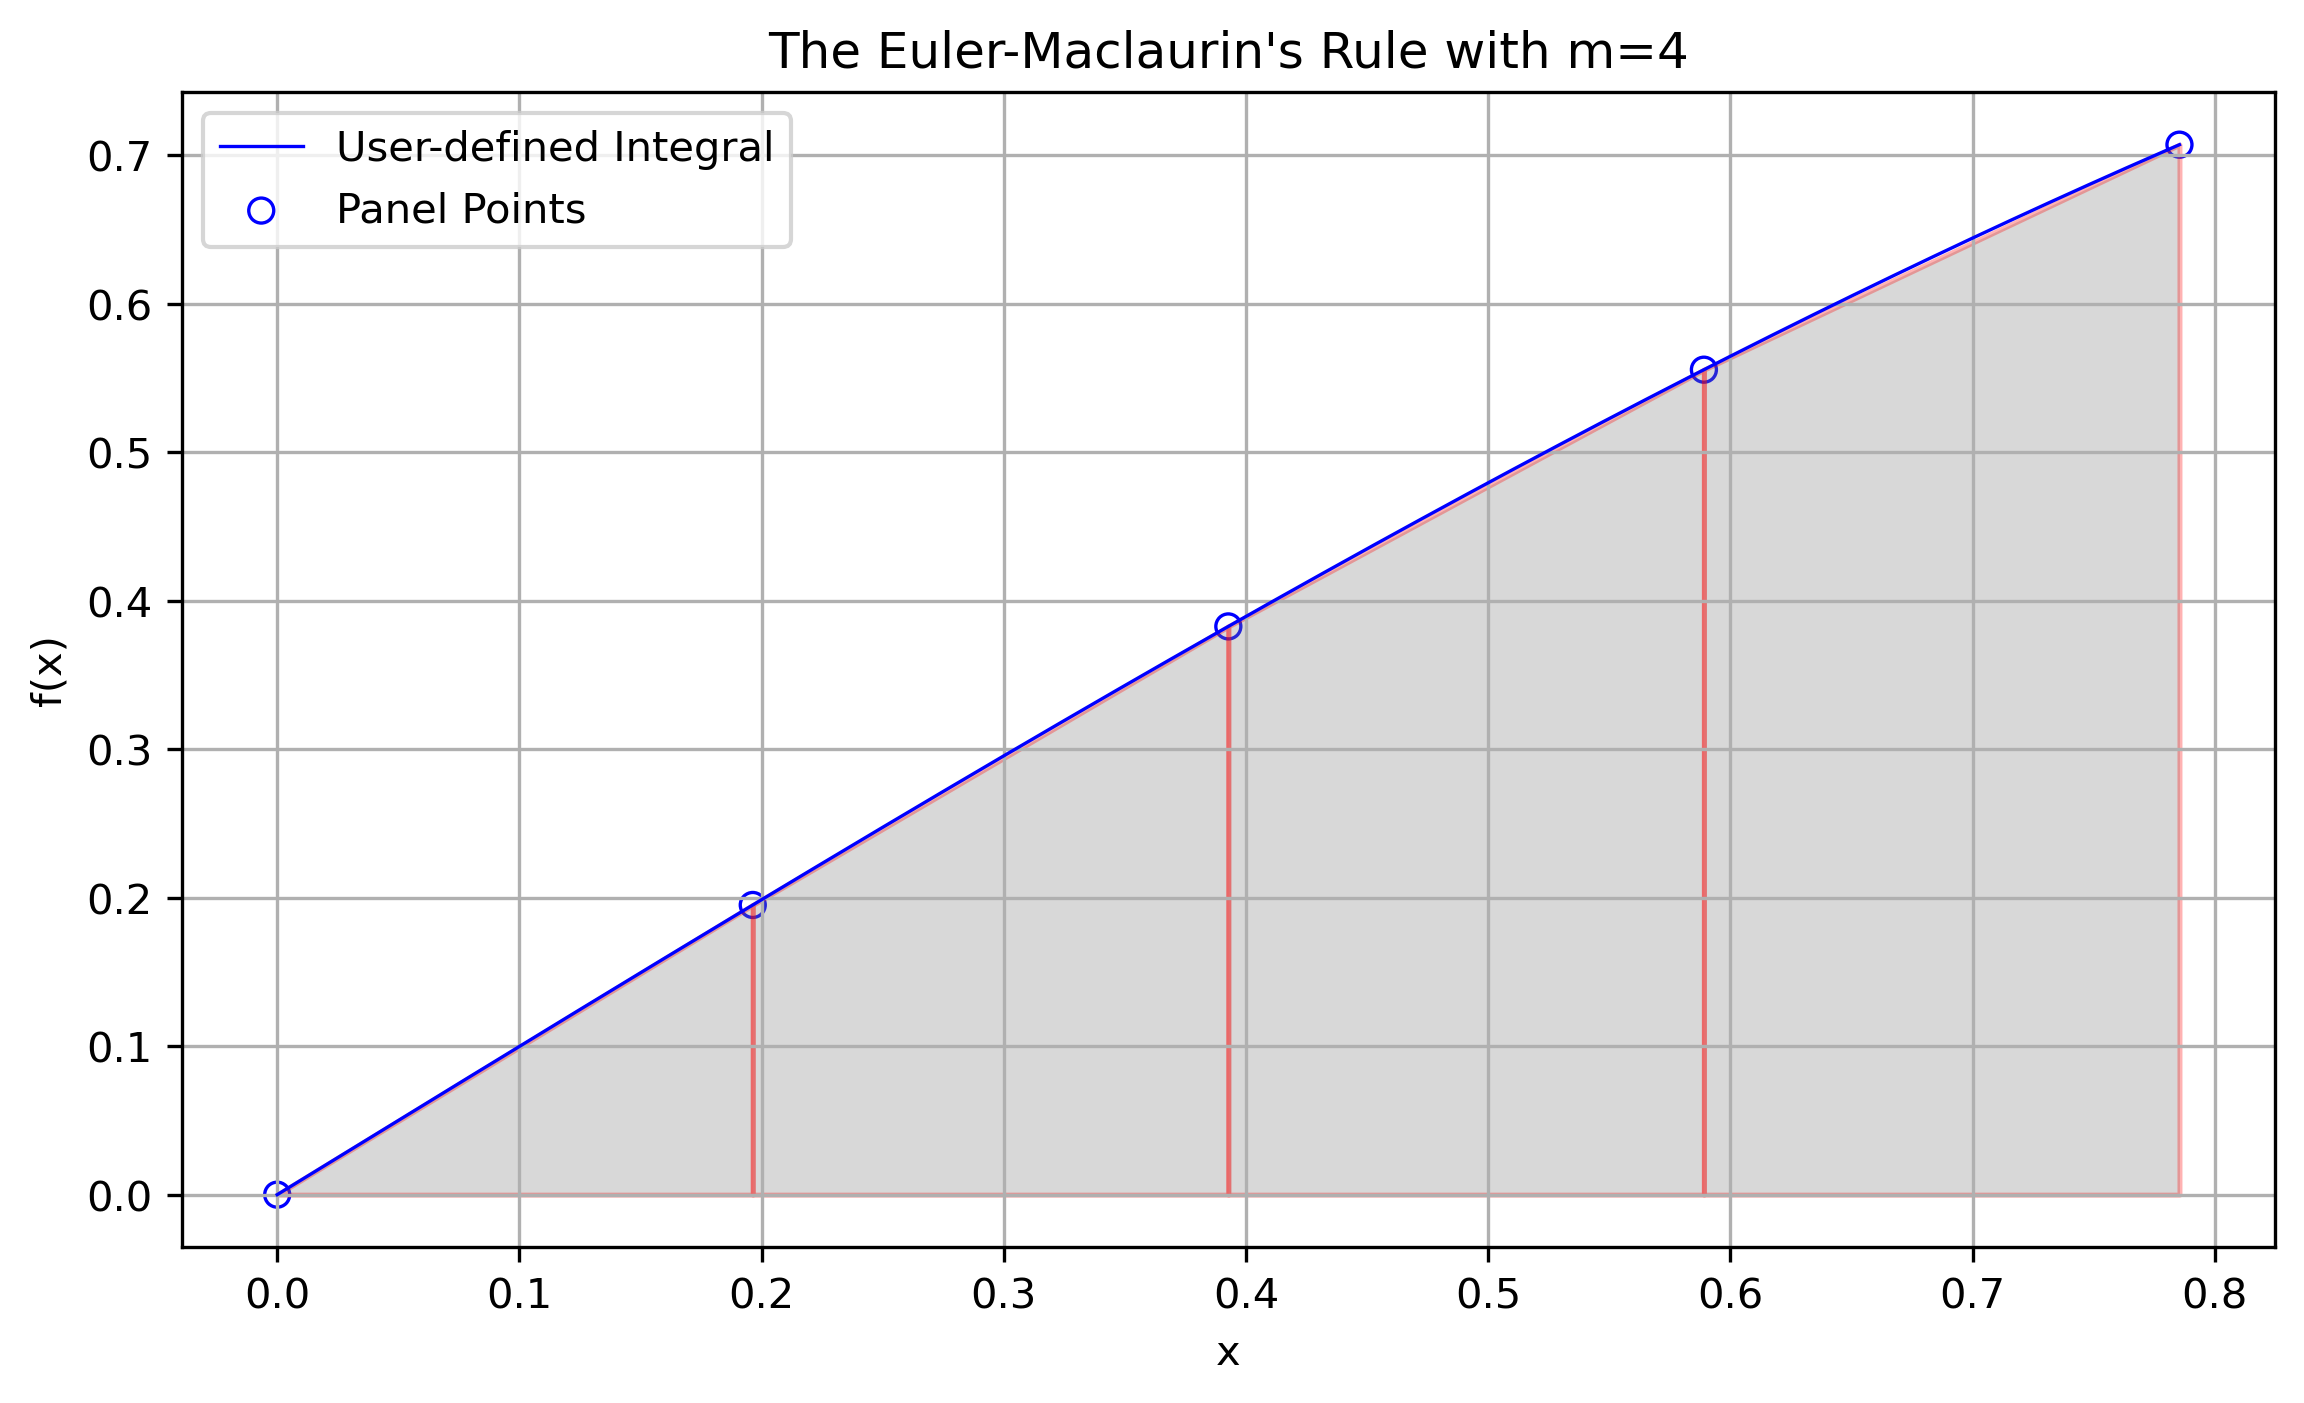 The Euler-Maclaurin's Rule with m=4
User-defined Integral
Panel Points
f(x)
0.7
0.6
0.5
0.4
0.3
0.2
0.1
0.0
0.0 0.1 0.2 0.3 0.4 0.5 0.6 0.7 0.8
x